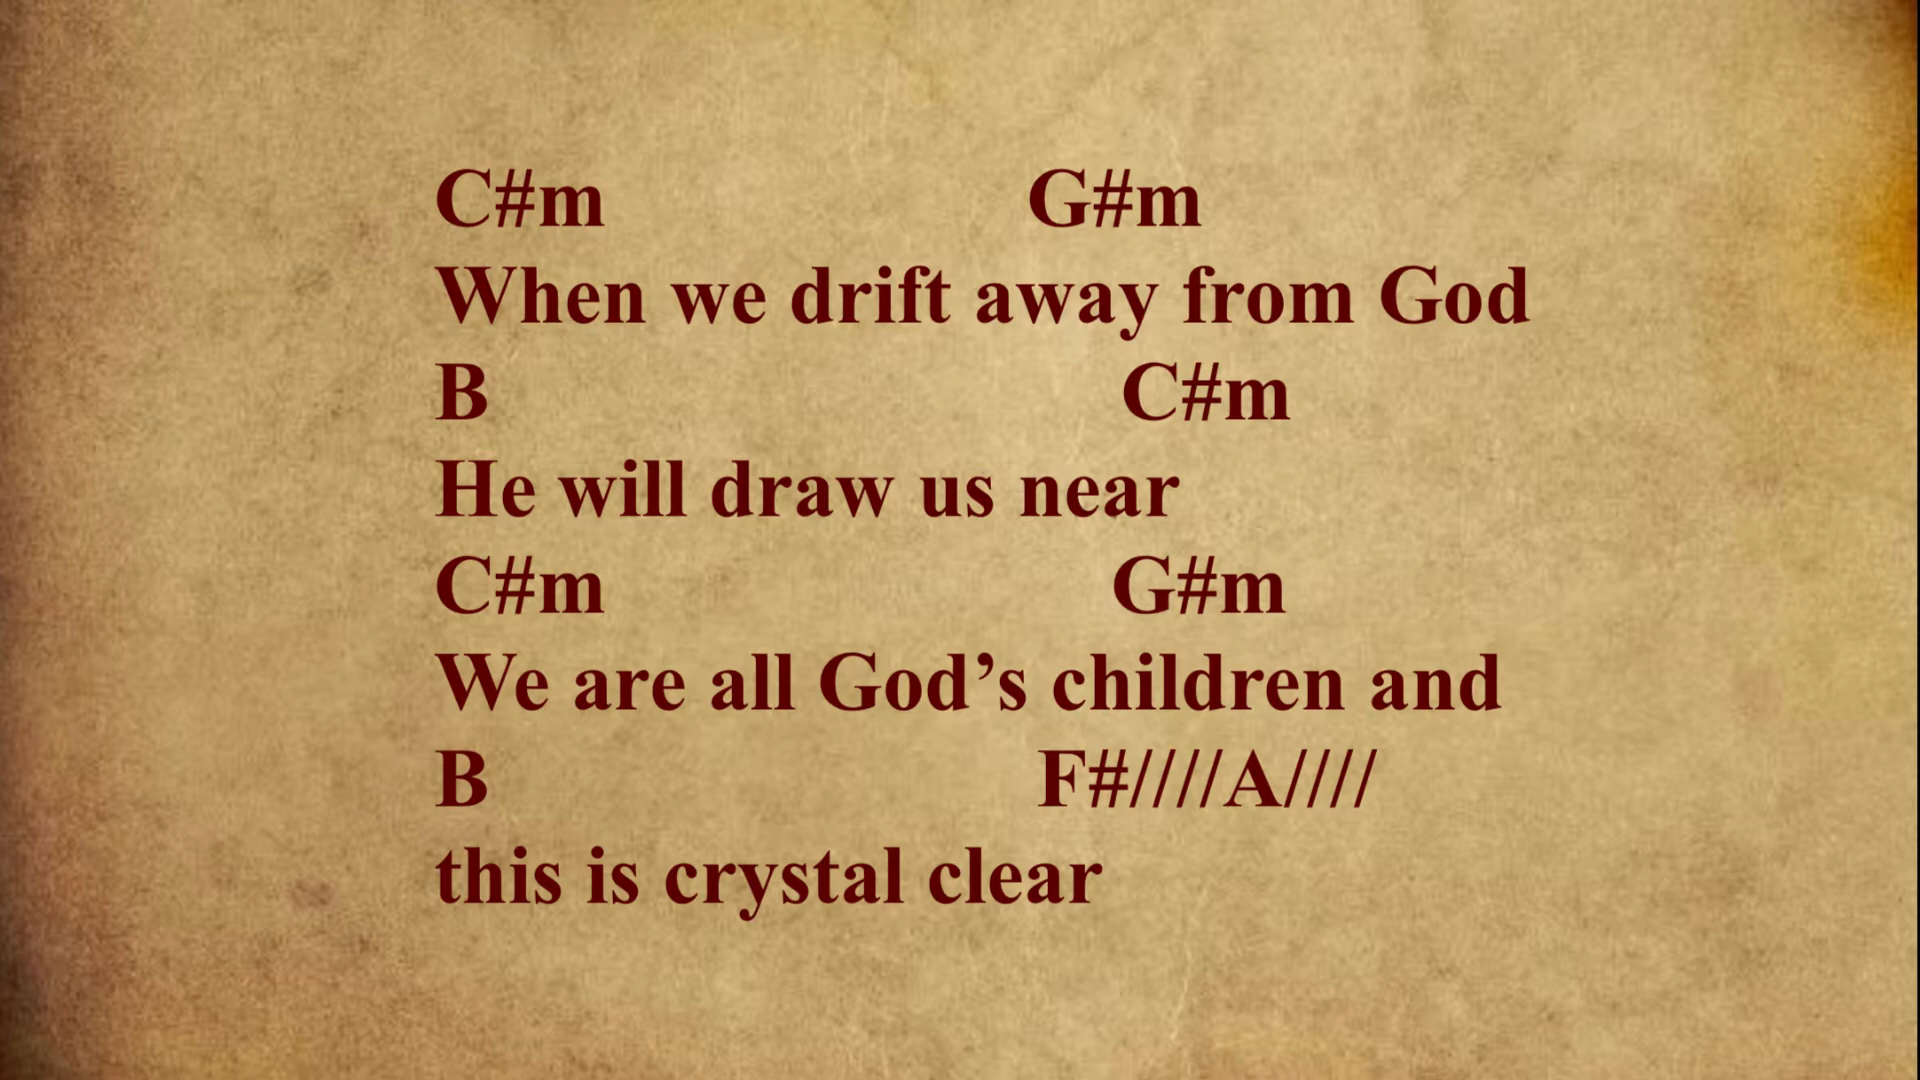 C#m G#m
When we drift away from God
B C#m
He will draw us near
C#m G#m
We are all God’s children and
B F#////A////
this is crystal clear